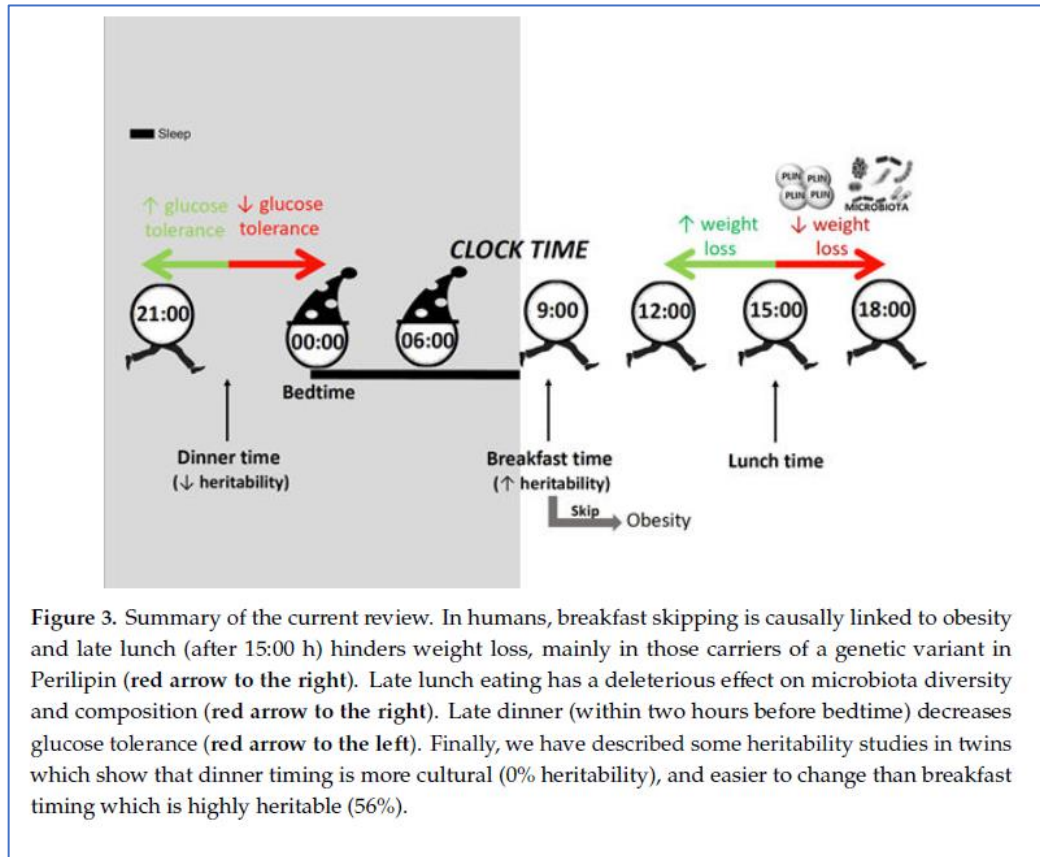 Sleep
↑ glucose
tolerance
↓ glucose
tolerance
CLOCK TIME
↑ weight
loss
↓ weight
loss
PLIN PLIN
PLIN PLIN
MICROBIOTA
21:00
00:00
06:00
9:00
12:00
15:00
18:00
Bedtime
Dinner time
(↓ heritability)
Breakfast time
(↑ heritability)
Lunch time
Skip
Obesity
Figure 3. Summary of the current review. In humans, breakfast skipping is causally linked to obesity
and late lunch (after 15:00 h) hinders weight loss, mainly in those carriers of a genetic variant in
Perilipin (red arrow to the right). Late lunch eating has a deleterious effect on microbiota diversity
and composition (red arrow to the right). Late dinner (within two hours before bedtime) decreases
glucose tolerance (red arrow to the left). Finally, we have described some heritability studies in twins
which show that dinner timing is more cultural (0% heritability), and easier to change than breakfast
timing which is highly heritable (56%).